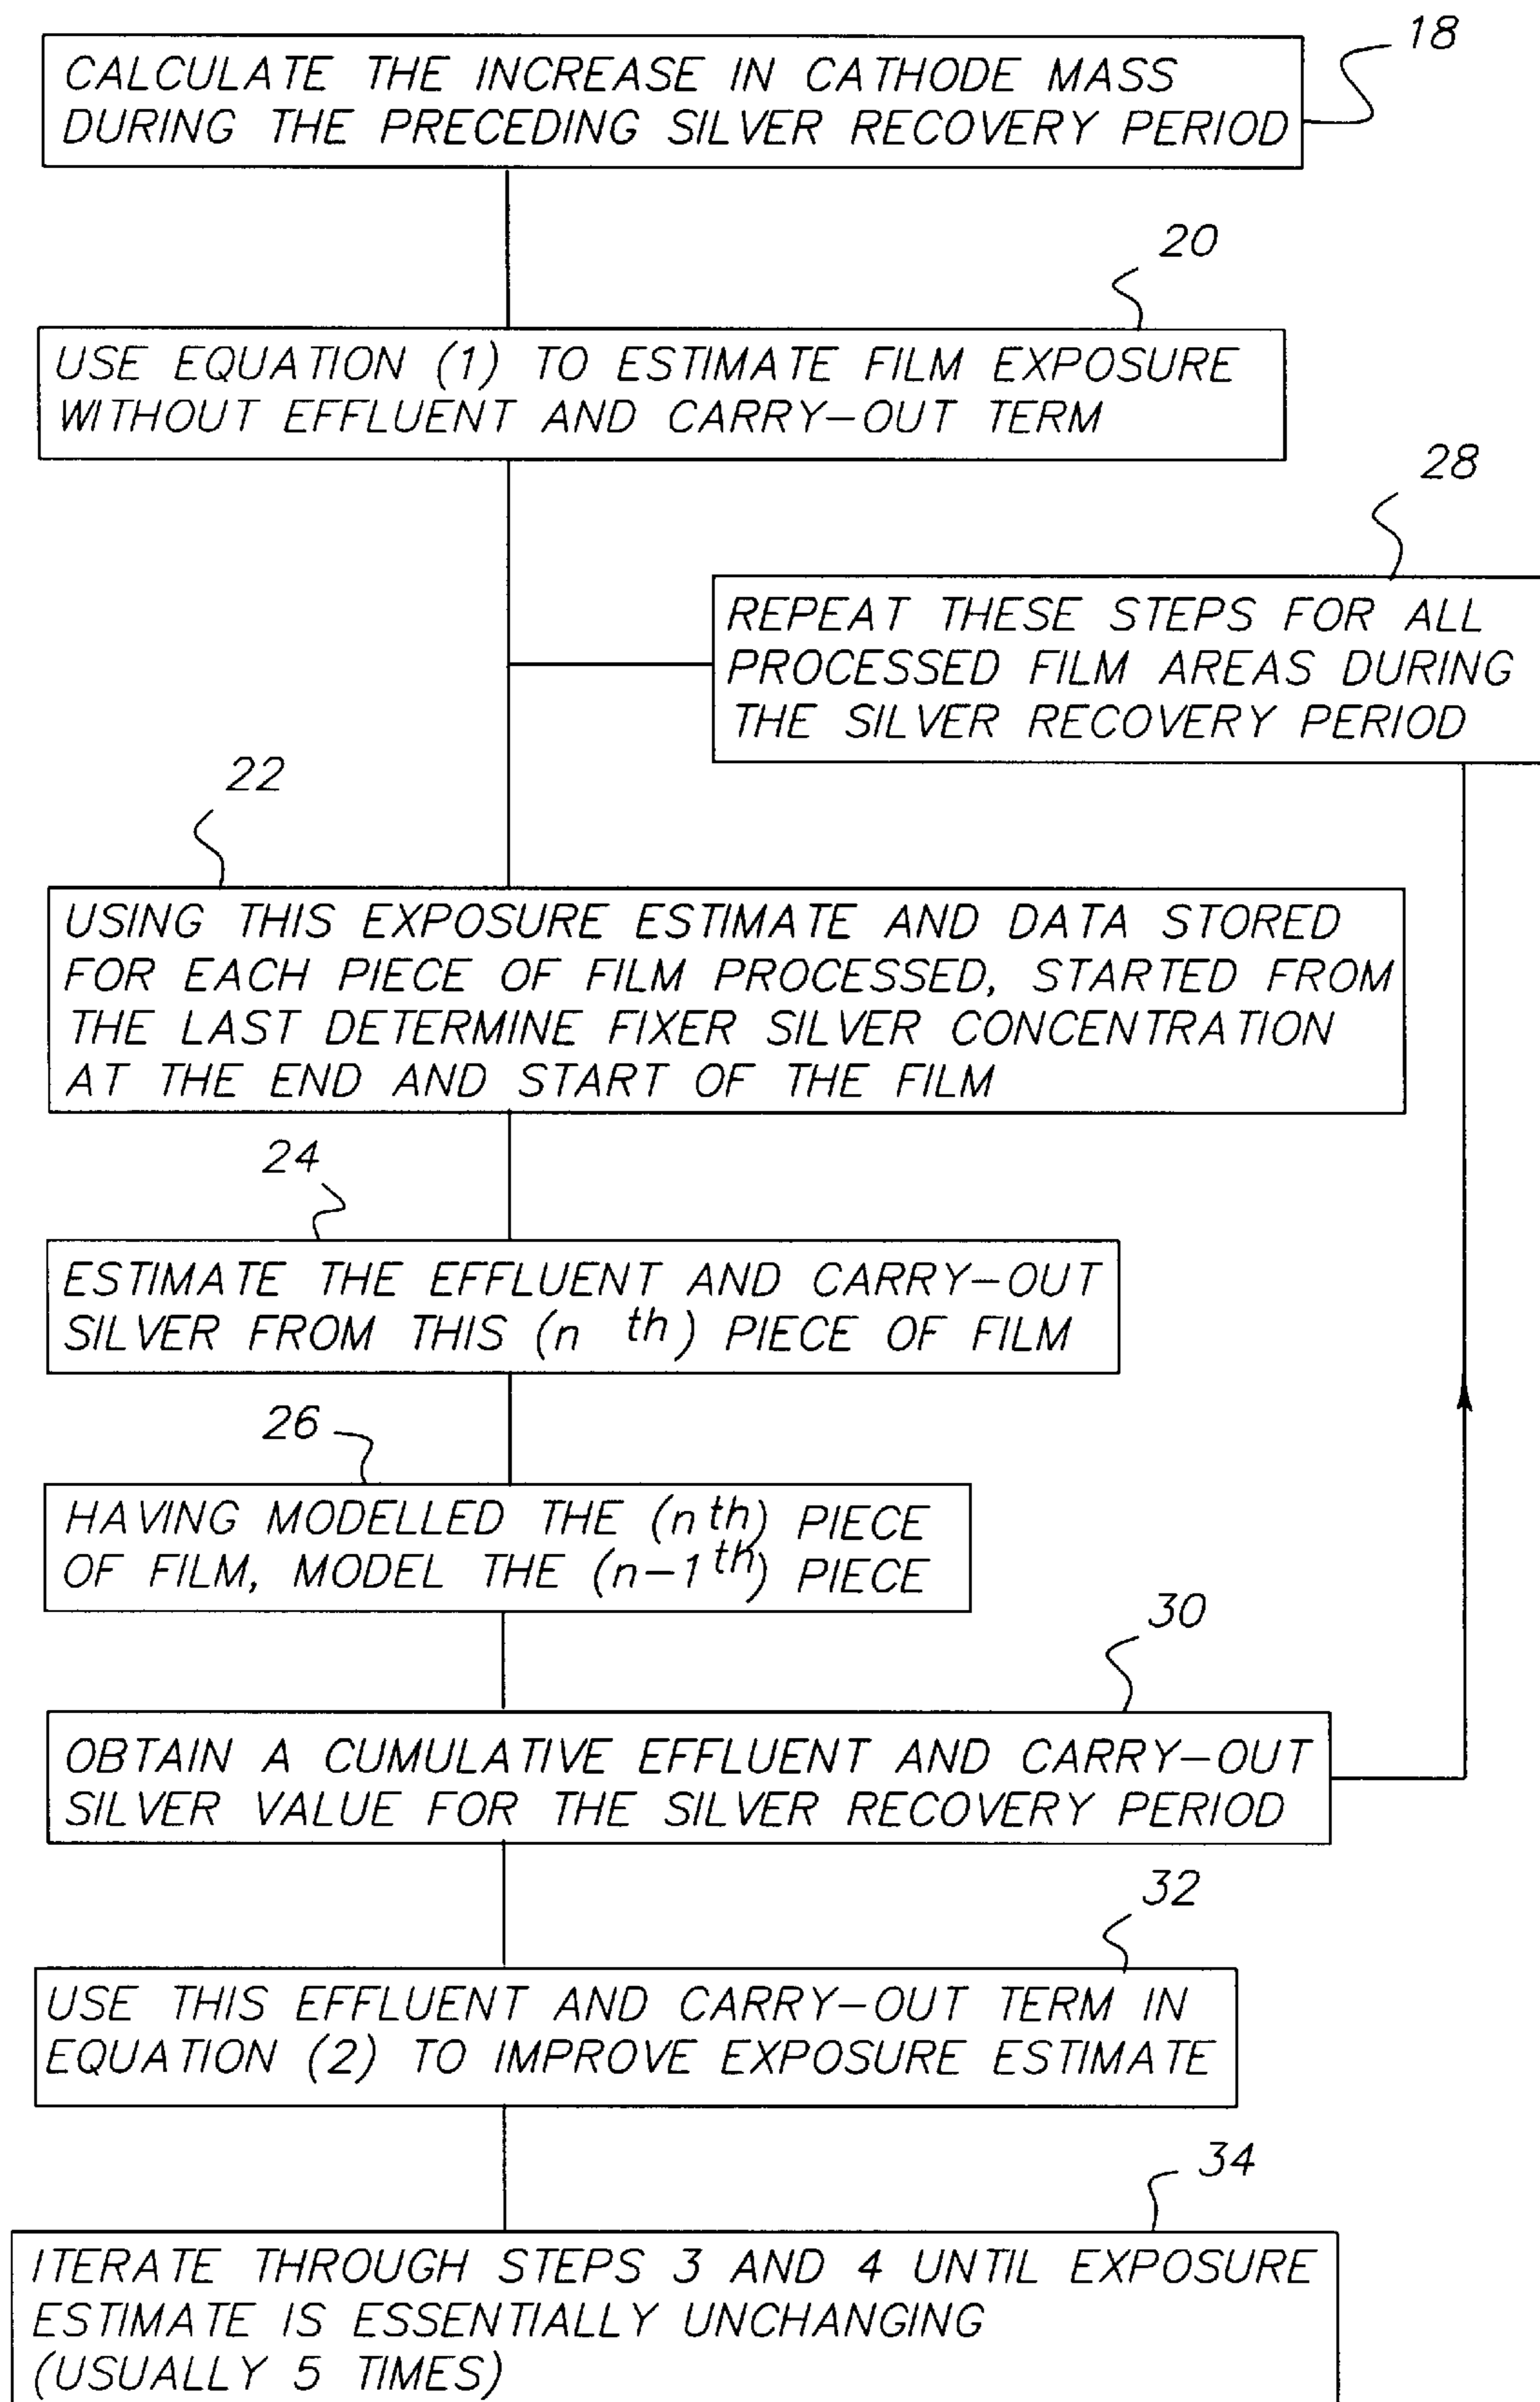 18
CALCULATE THE INCREASE IN CATHODE MASS
DURING THE PRECEDING SILVER RECOVERY PERIOD
20
USE EQUATION (1) TO ESTIMATE FILM EXPOSURE
WITHOUT EFFLUENT AND CARRY-OUT TERM
28
REPEAT THESE STEPS FOR ALL
PROCESSED FILM AREAS DURING
THE SILVER RECOVERY PERIOD
22
USING THIS EXPOSURE ESTIMATE AND DATA STORED
FOR EACH PIECE OF FILM PROCESSED, STARTED FROM
THE LAST DETERMINE FIXER SILVER CONCENTRATION
AT THE END AND START OF THE FILM
24
ESTIMATE THE EFFLUENT AND CARRY-OUT
SILVER FROM THIS (n th) PIECE OF FILM
26
HAVING MODELLED THE (nth) PIECE
OF FILM, MODEL THE (n-1th) PIECE
30
OBTAIN A CUMULATIVE EFFLUENT AND CARRY-OUT
SILVER VALUE FOR THE SILVER RECOVERY PERIOD
32
USE THIS EFFLUENT AND CARRY-OUT TERM IN
EQUATION (2) TO IMPROVE EXPOSURE ESTIMATE
34
ITERATE THROUGH STEPS 3 AND 4 UNTIL EXPOSURE
ESTIMATE IS ESSENTIALLY UNCHANGING
(USUALLY 5 TIMES)